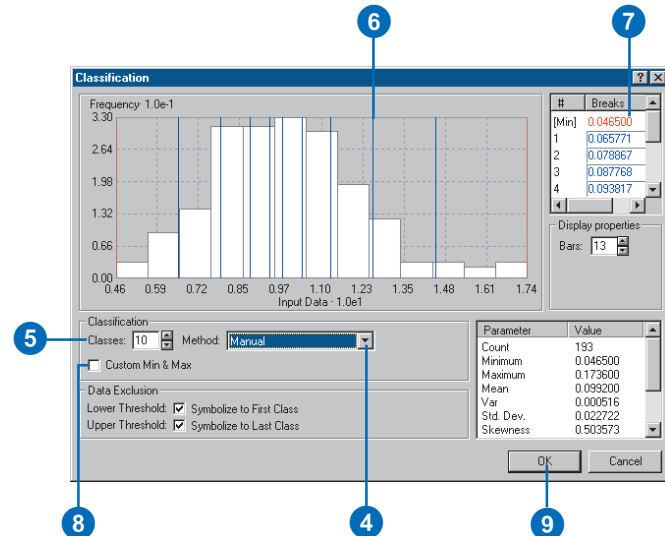 6
7
Classification
? X
Frequency · 1.0e-1
3.30
2.64
1.98
1.32
0.66
0.00
0.46 0.59 0.72 0.85 0.97 1.10 1.23 1.35 1.48 1.61 1.74
Input Data · 1.0e1
# Breaks
[Min] 0.046500
1 0.065771
2 0.078867
3 0.087768
4 0.093817
Display properties
Bars: 13
Classification
5
Classes: 10 Method: Manual
Custom Min & Max
Data Exclusion
Lower Threshold: Symbolize to First Class
Upper Threshold: Symbolize to Last Class
Parameter Value
Count 193
Minimum 0.046500
Maximum 0.173600
Mean 0.099200
Var 0.000516
Std. Dev. 0.022722
Skewness 0.503573
OK Cancel
8
4
9